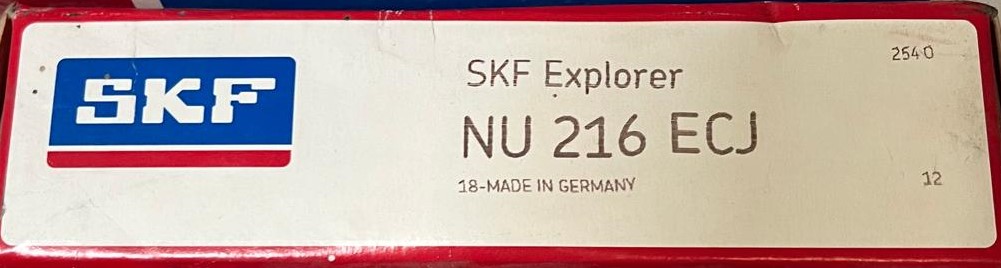 SKF
SKF Explorer
2540
NU 216 ECJ
18-MADE IN GERMANY
12